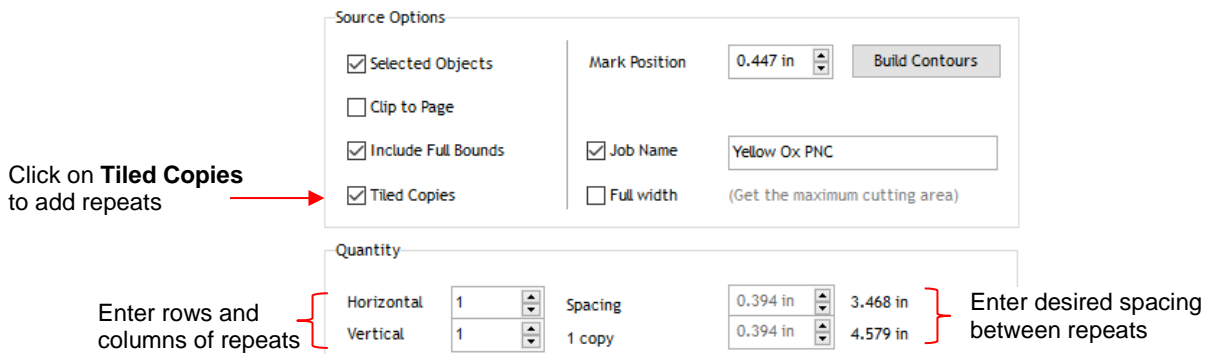 Source Options
Selected Objects
Mark Position 0.447 in Build Contours
Clip to Page
Include Full Bounds
Job Name Yellow Ox PNC
Click on Tiled Copies
to add repeats
Tiled Copies
Full width (Get the maximum cutting area)
Quantity
Enter rows and
columns of repeats
Horizontal 1 Spacing 0.394 in 3.468 in
Vertical 1 1 copy 0.394 in 4.579 in
Enter desired spacing
between repeats